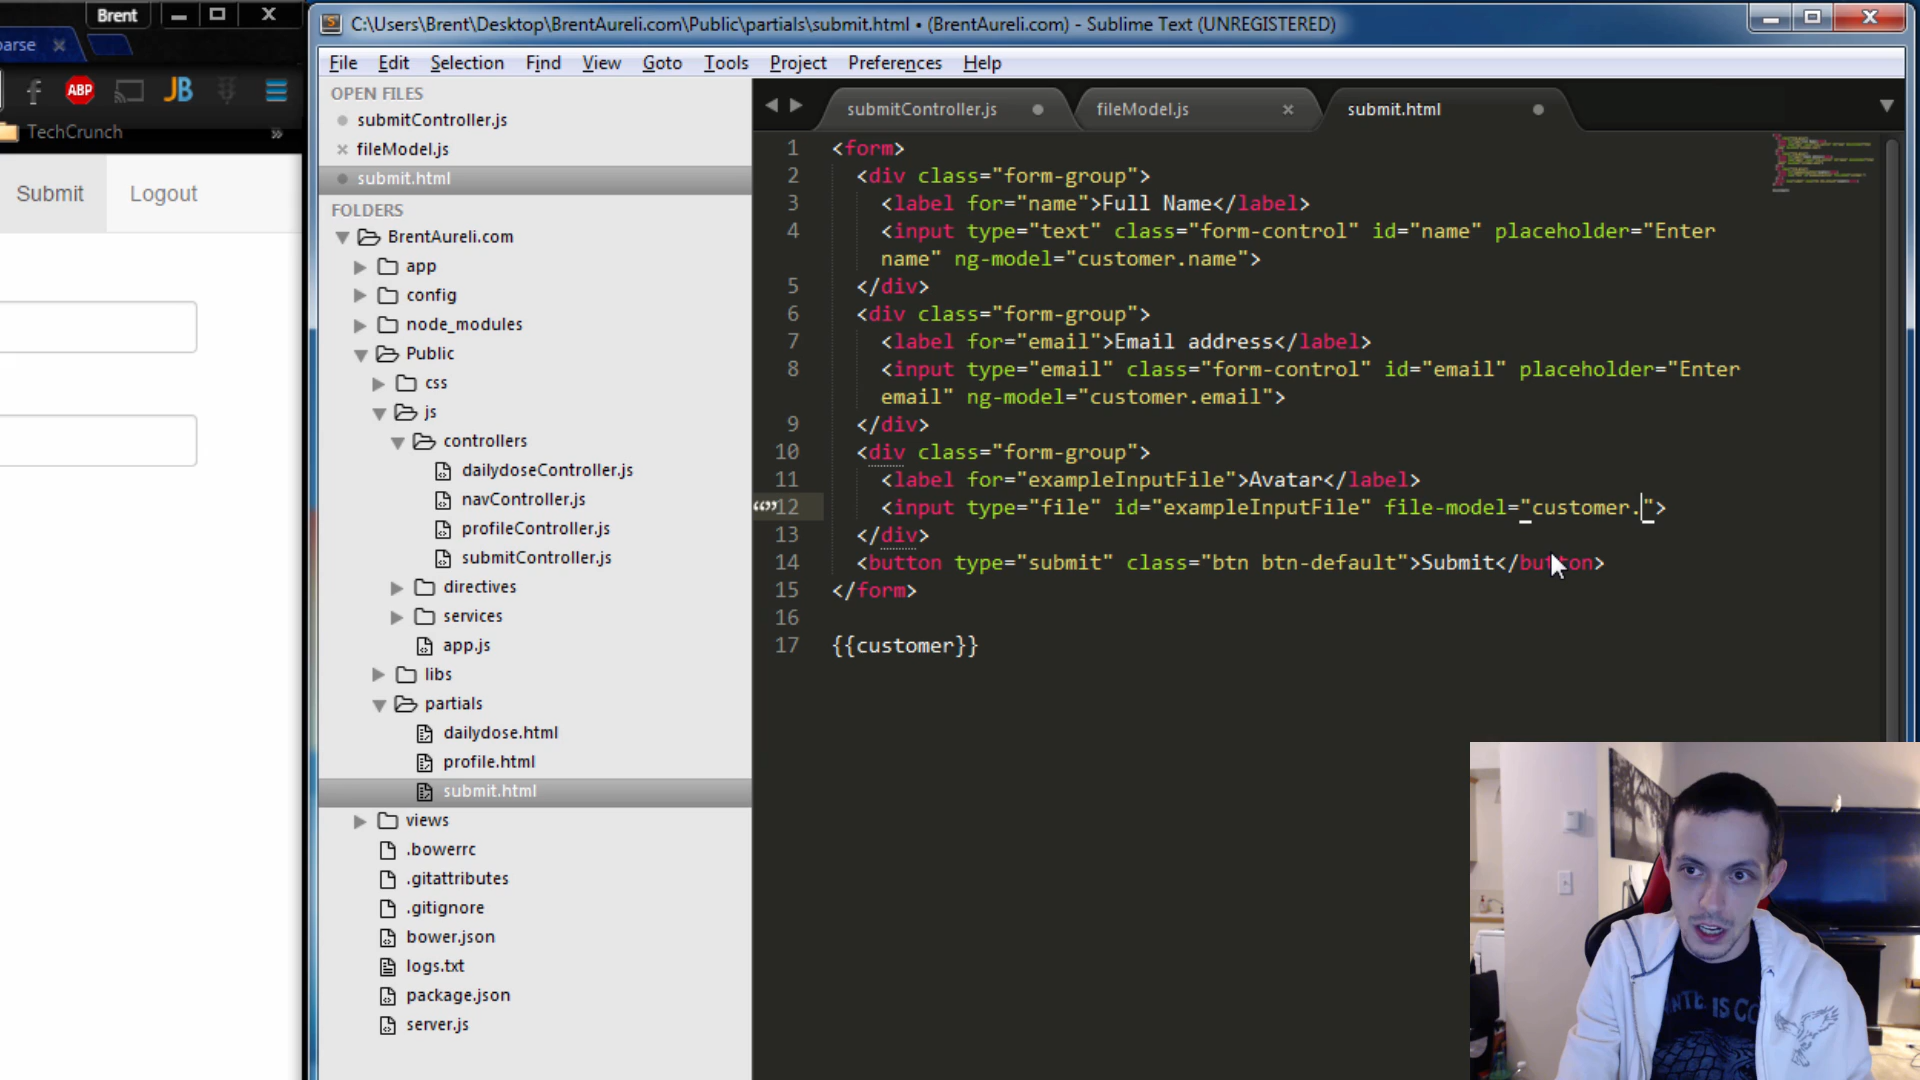 Brent
C:\Users\Brent\Desktop\BrentAureli.com\Public\partials\submit.html • (BrentAureli.com) - Sublime Text (UNREGISTERED)
arse
File Edit Selection Find View Goto Tools Project Preferences Help
ABP
JB
TechCrunch
»
Submit
Logout
OPEN FILES
submitController.js
fileModel.js
submit.html
FOLDERS
BrentAureli.com
app
config
node_modules
Public
css
js
controllers
dailydoseController.js
navController.js
profileController.js
submitController.js
directives
services
app.js
libs
partials
dailydose.html
profile.html
submit.html
views
.bowerrc
.gitattributes
.gitignore
bower.json
logs.txt
package.json
server.js
submitController.js
fileModel.js
submit.html
1 <form>
2 <div class="form-group">
3 <label for="name">Full Name</label>
4 <input type="text" class="form-control" id="name" placeholder="Enter
name" ng-model="customer.name">
5 </div>
6 <div class="form-group">
7 <label for="email">Email address</label>
8 <input type="email" class="form-control" id="email" placeholder="Enter
email" ng-model="customer.email">
9 </div>
10 <div class="form-group">
11 <label for="exampleInputFile">Avatar</label>
12 <input type="file" id="exampleInputFile" file-model="customer.">
13 </div>
14 <button type="submit" class="btn btn-default">Submit</button>
15 </form>
16
17 {{customer}}